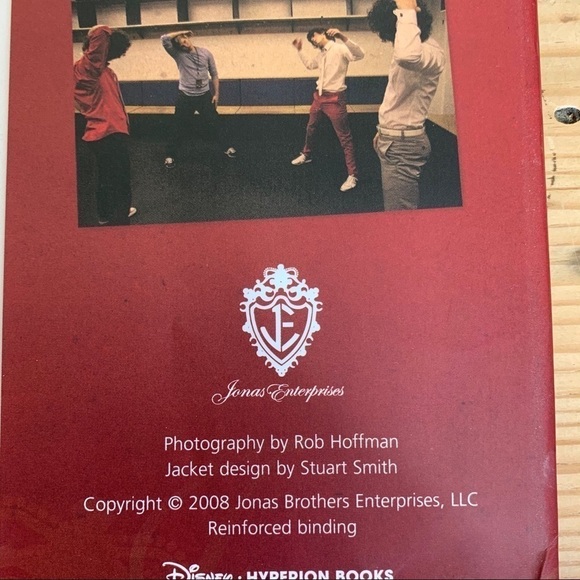 JE
Jonas Enterprises
Photography by Rob Hoffman
Jacket design by Stuart Smith
Copyright © 2008 Jonas Brothers Enterprises, LLC
Reinforced binding
Disney • HYPERION BOOKS